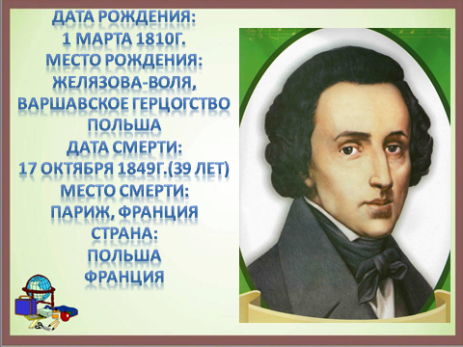 ДАТА РОЖДЕНИЯ:
1 МАРТА 1810Г.
МЕСТО РОЖДЕНИЯ:
ЖЕЛЯЗОВА-ВОЛЯ,
ВАРШАВСКОЕ ГЕРЦОГСТВО
ПОЛЬША
ДАТА СМЕРТИ:
17 ОКТЯБРЯ 1849Г.(39 ЛЕТ)
МЕСТО СМЕРТИ:
ПАРИЖ, ФРАНЦИЯ
СТРАНА:
ПОЛЬША
ФРАНЦИЯ